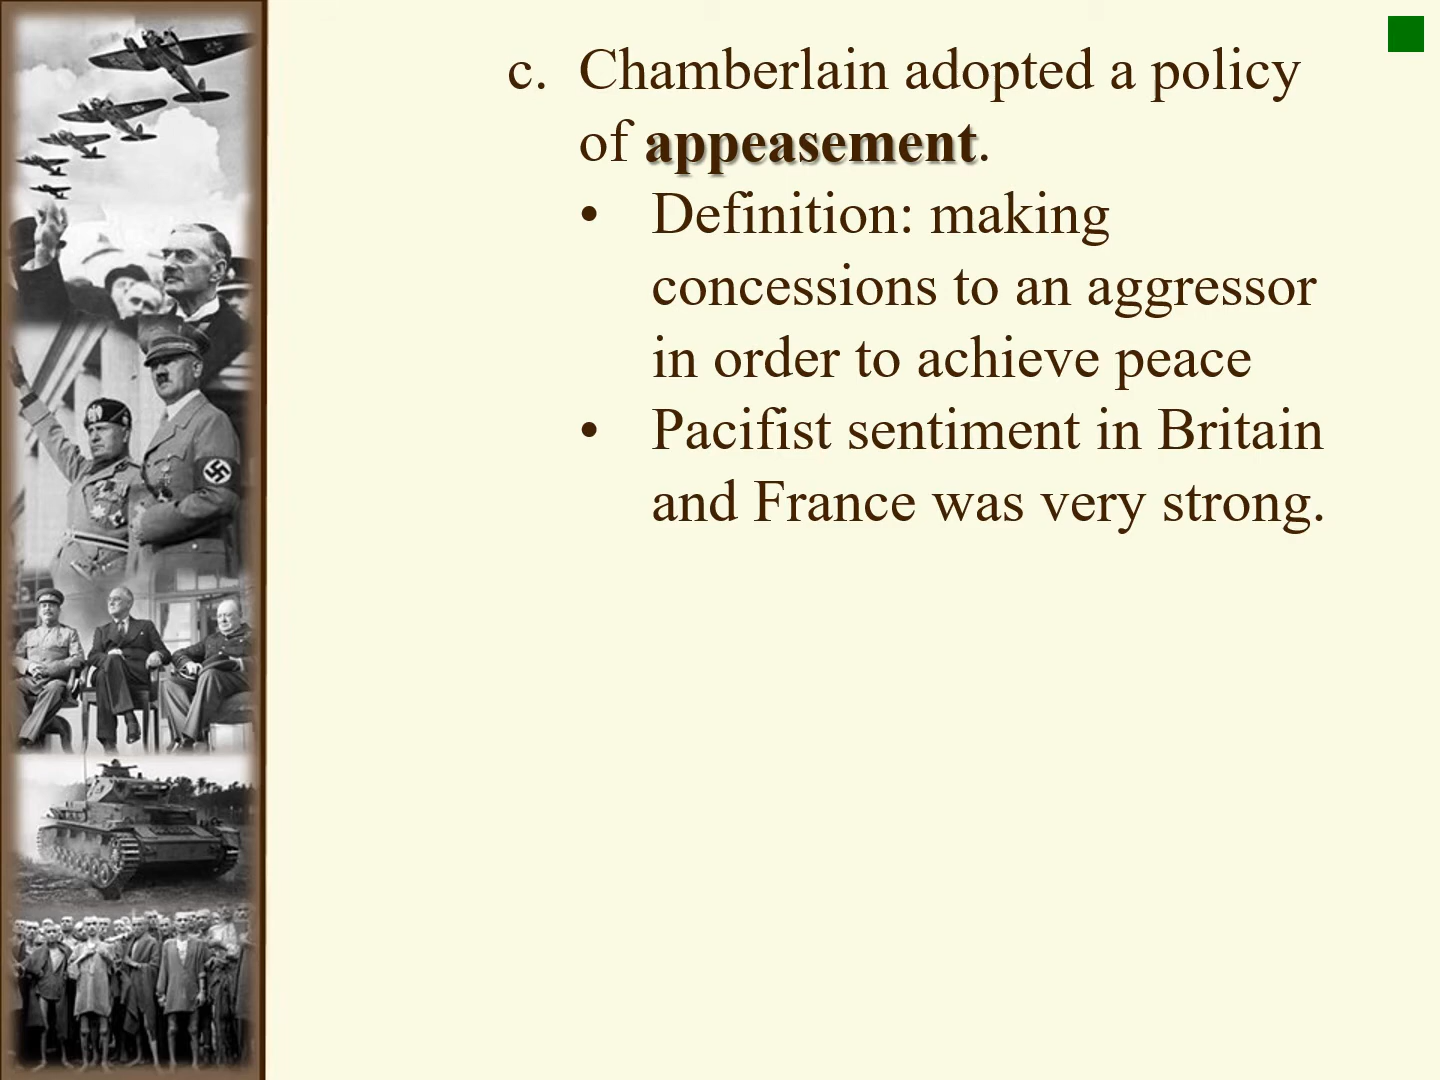 c. Chamberlain adopted a policy
of appeasement.
• Definition: making
concessions to an aggressor
in order to achieve peace
• Pacifist sentiment in Britain
and France was very strong.